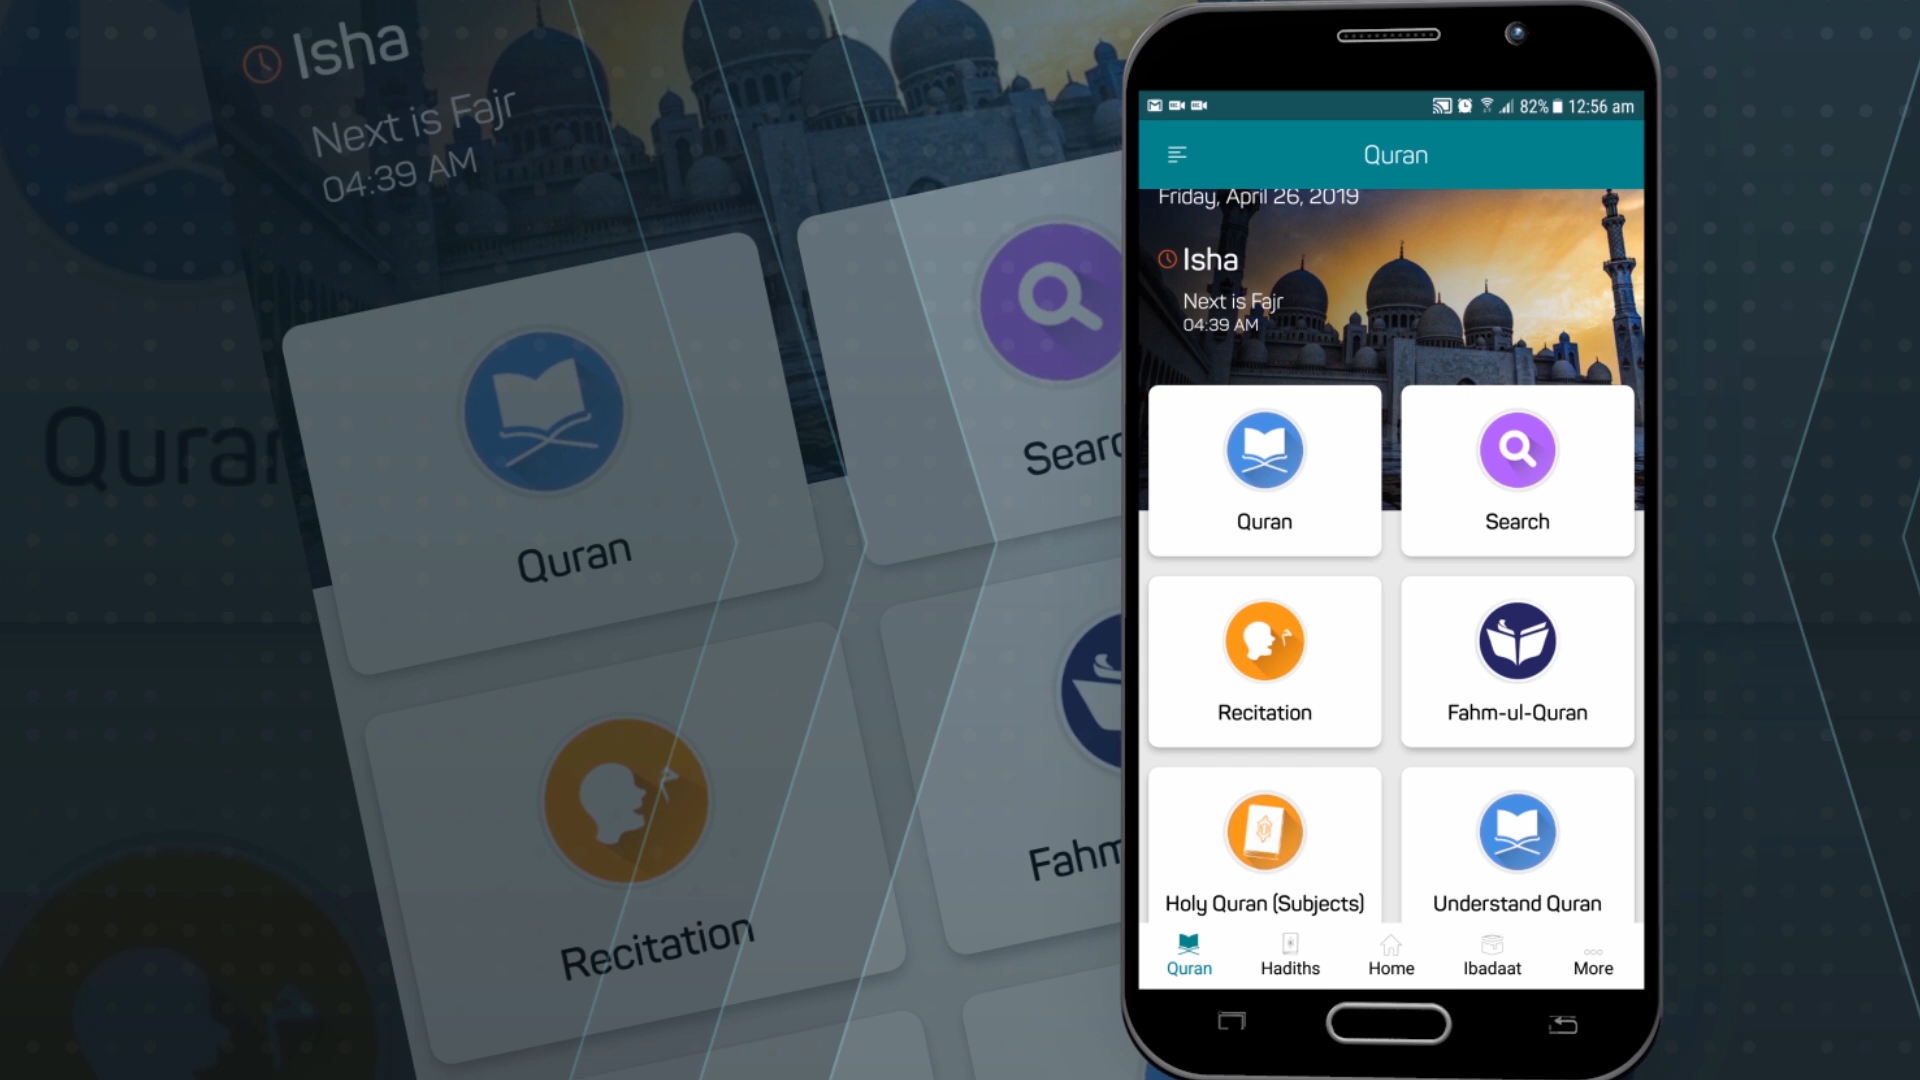 Isha
Next is Fajr
04:39 AM
Quran
Quran
Recitation
82% 12:56 am
Quran
Friday, April 26, 2019
Isha
Next is Fajr
04:39 AM
Quran
Search
Recitation
Fahm-ul-Quran
Holy Quran (Subjects)
Understand Quran
Quran
Hadiths
Home
Ibadaat
More